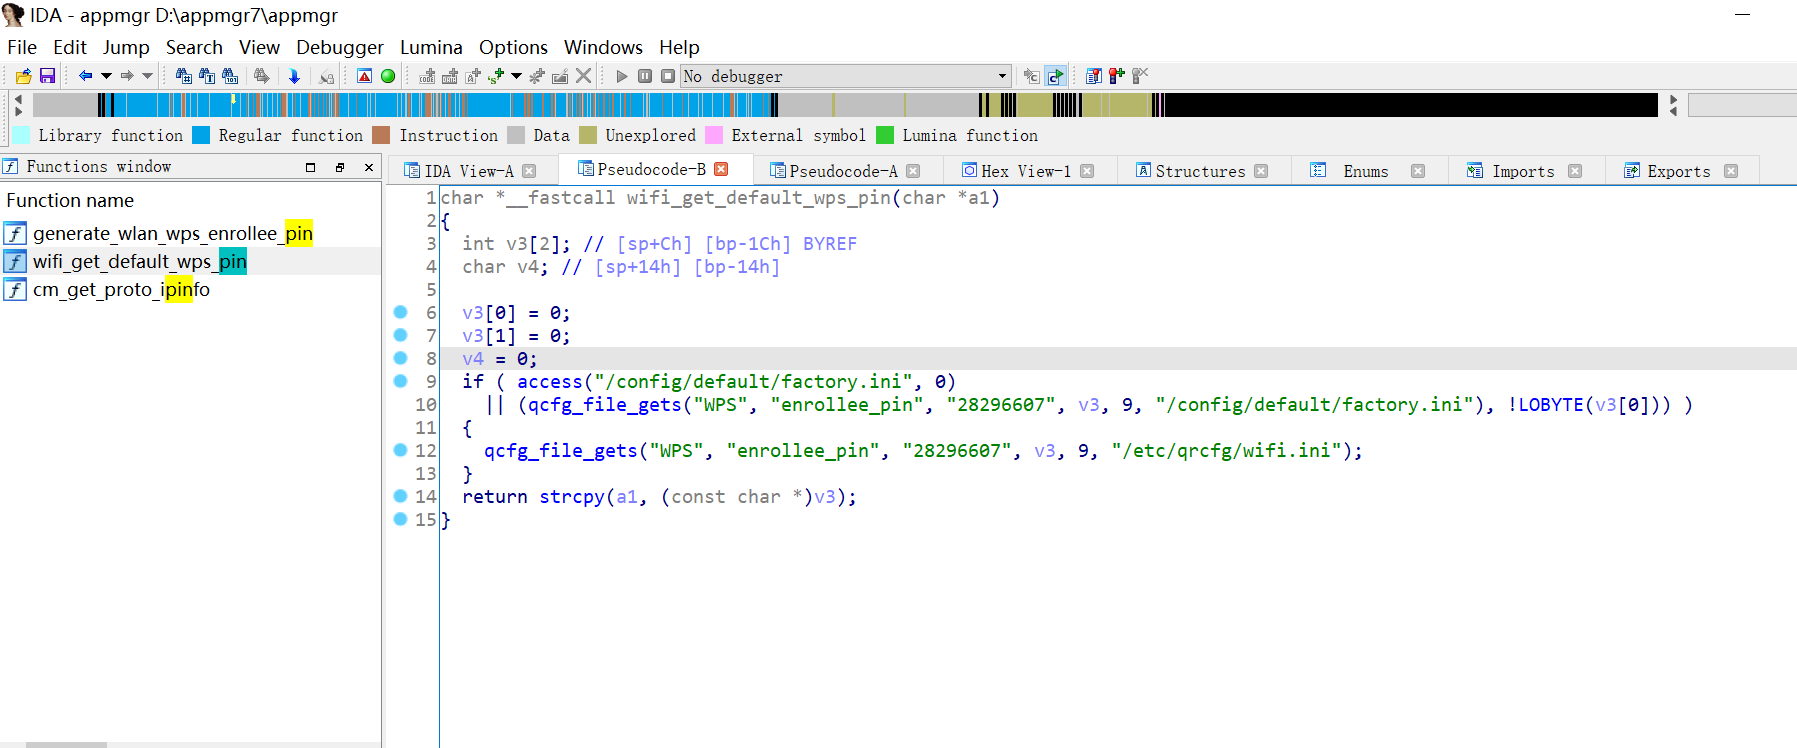 IDA - appmgr D:\appmgr7\appmgr
File Edit Jump Search View Debugger Lumina Options Windows Help
No debugger
Library function Regular function Instruction Data Unexplored External symbol Lumina function
Functions window
IDA View-A Pseudocode-B Pseudocode-A Hex View-1 Structures Enums Imports Exports
Function name
generate_wlan_wps_enrollee_pin
wifi_get_default_wps_pin
cm_get_proto_ipinfo
1 char *__fastcall wifi_get_default_wps_pin(char *a1)
2 {
3 int v3[2]; // [sp+Ch] [bp-1Ch] BYREF
4 char v4; // [sp+14h] [bp-14h]
5
6 v3[0] = 0;
7 v3[1] = 0;
8 v4 = 0;
9 if ( access("/config/default/factory.ini", 0)
10 || (qcfg_file_gets("WPS", "enrollee_pin", "28296607", v3, 9, "/config/default/factory.ini"), !LOBYTE(v3[0])) )
11 {
12 qcfg_file_gets("WPS", "enrollee_pin", "28296607", v3, 9, "/etc/qrcfg/wifi.ini");
13 }
14 return strcpy(a1, (const char *)v3);
15 }